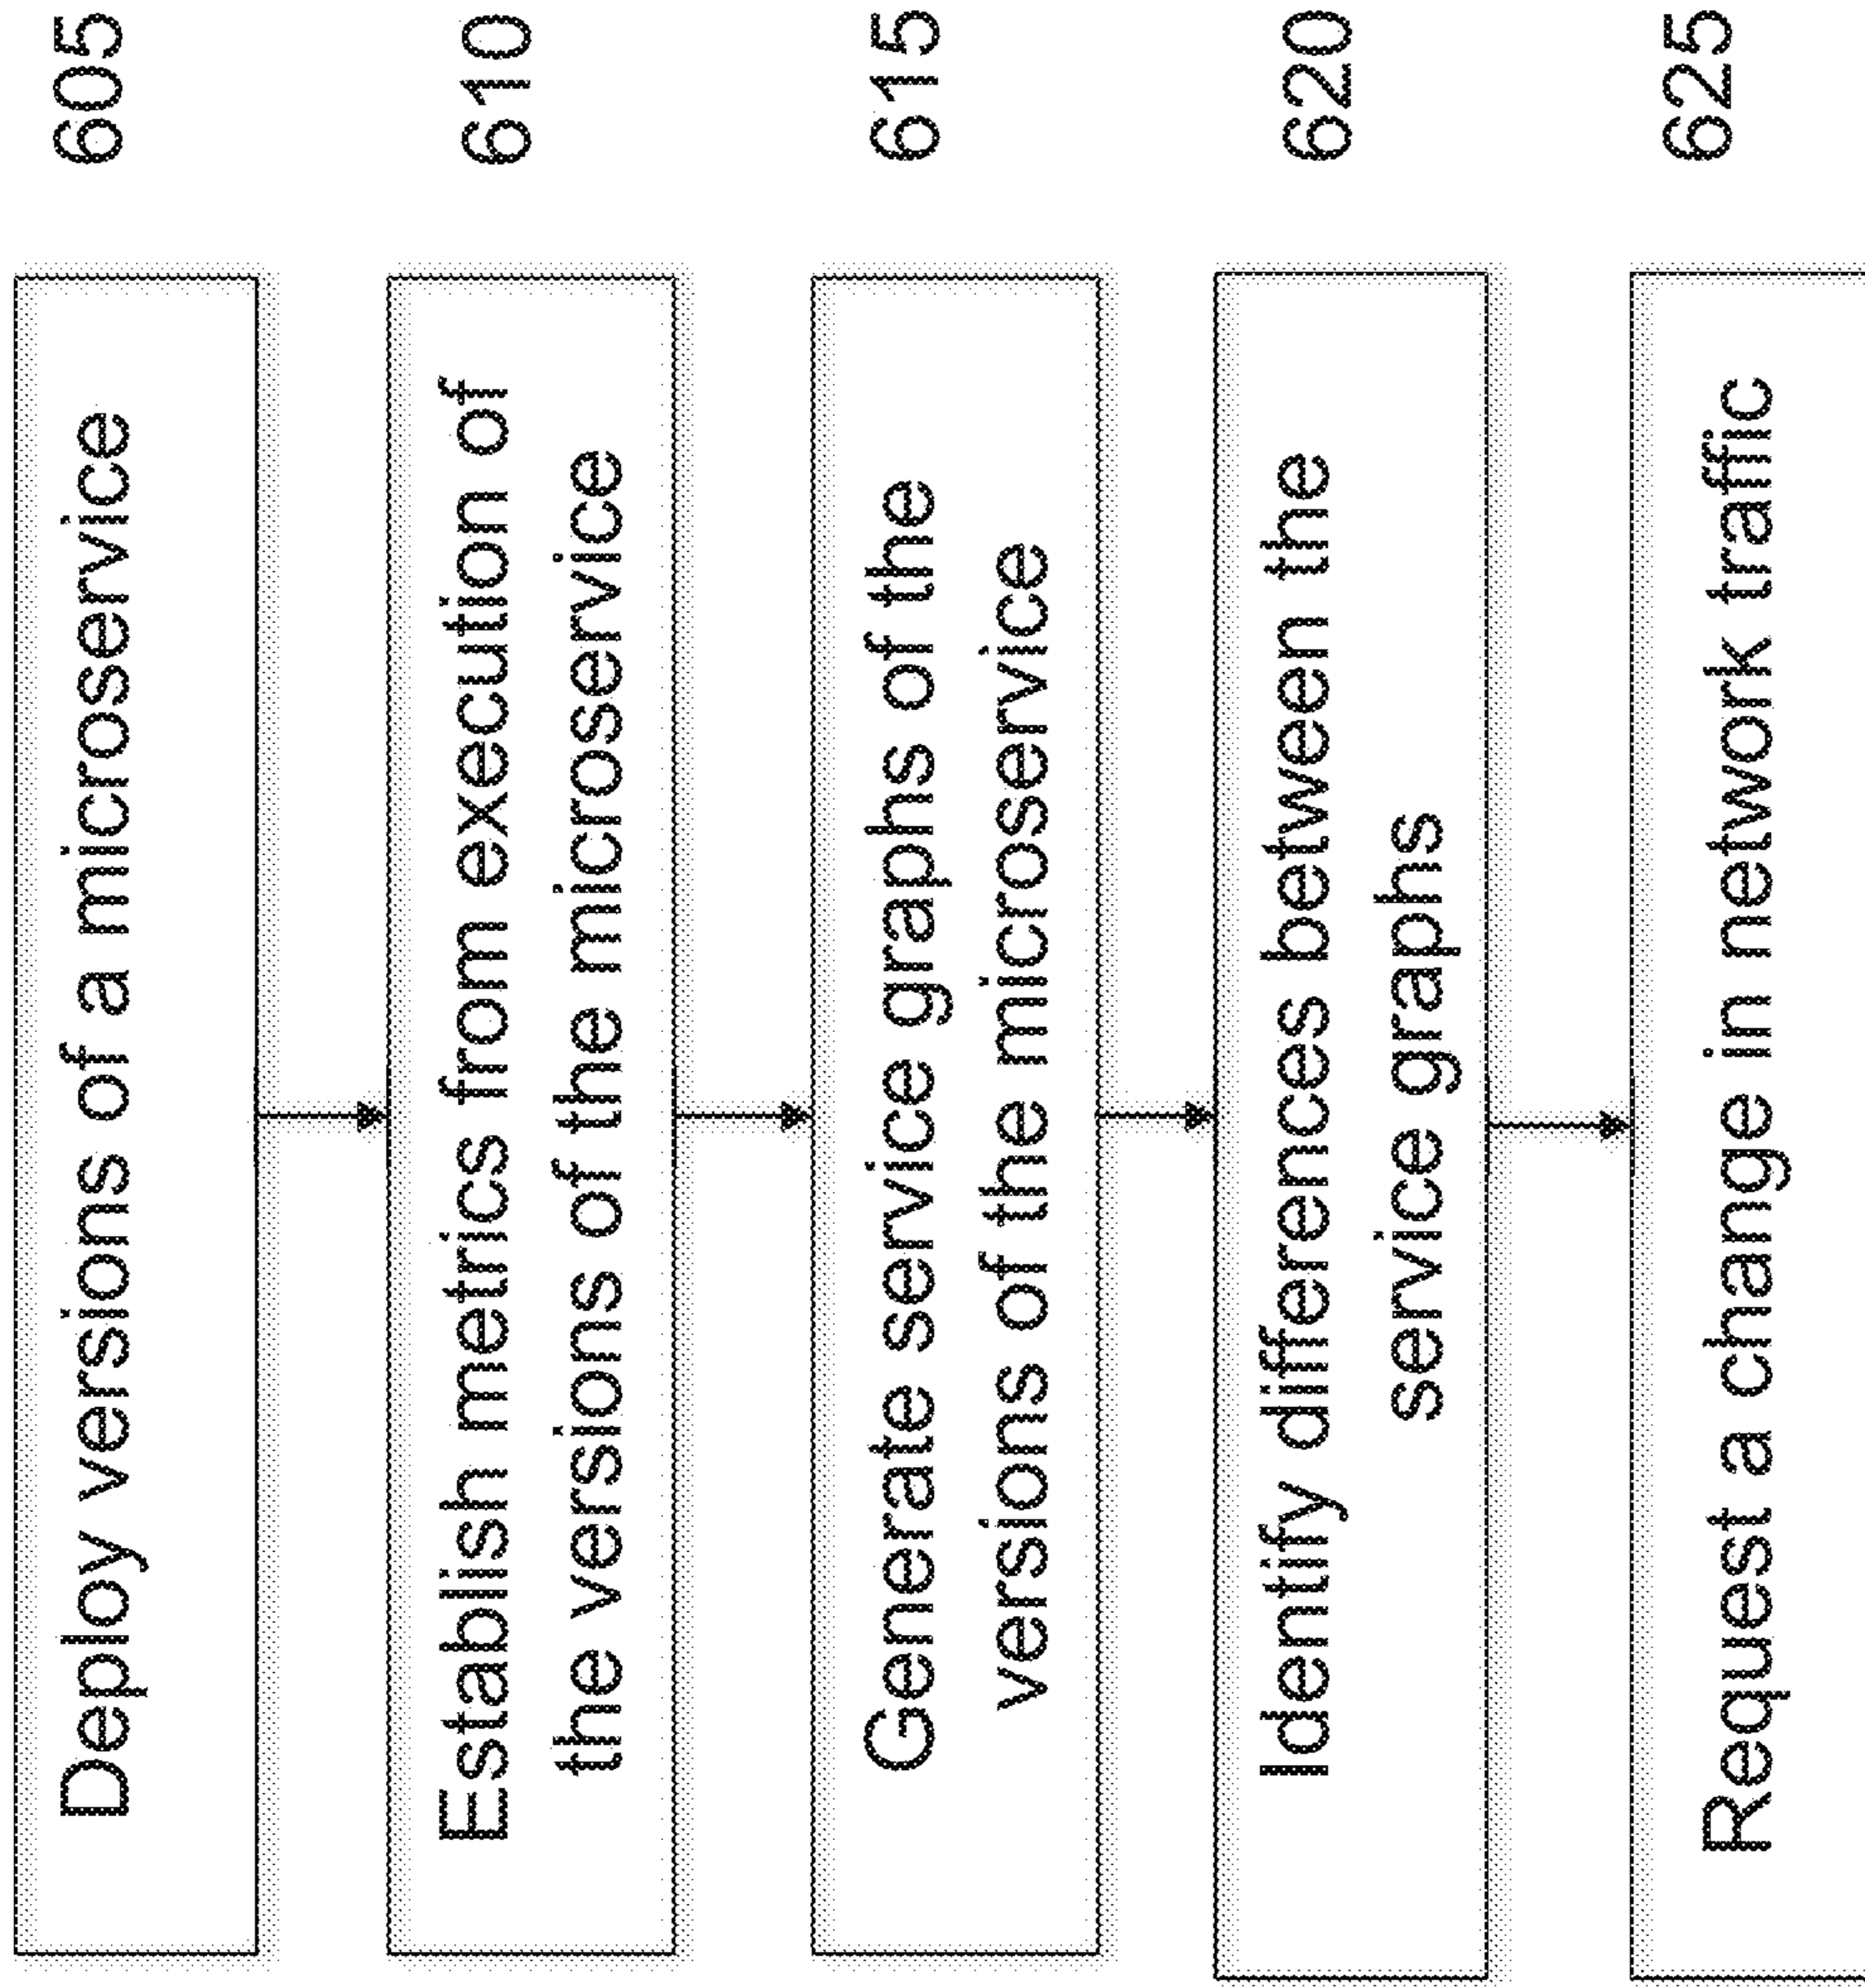 Deploy versions of a microservice
605
Establish metrics from execution of
the versions of the microservice
610
Generate service graphs of the
versions of the microservice
615
Identify differences between the
service graphs
620
Request a change in network traffic
625